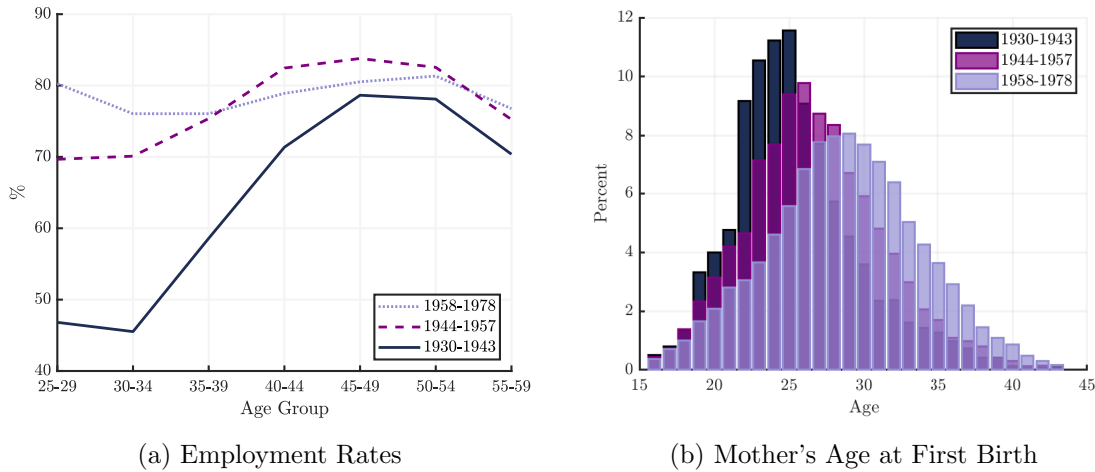 90
80
70
60
50
40
%
25-29 30-34 35-39 40-44 45-49 50-54 55-59
Age Group
1958-1978
1944-1957
1930-1943
(a) Employment Rates
12
10
8
6
4
2
0
Percent
15 20 25 30 35 40 45
Age
1930-1943
1944-1957
1958-1978
(b) Mother's Age at First Birth